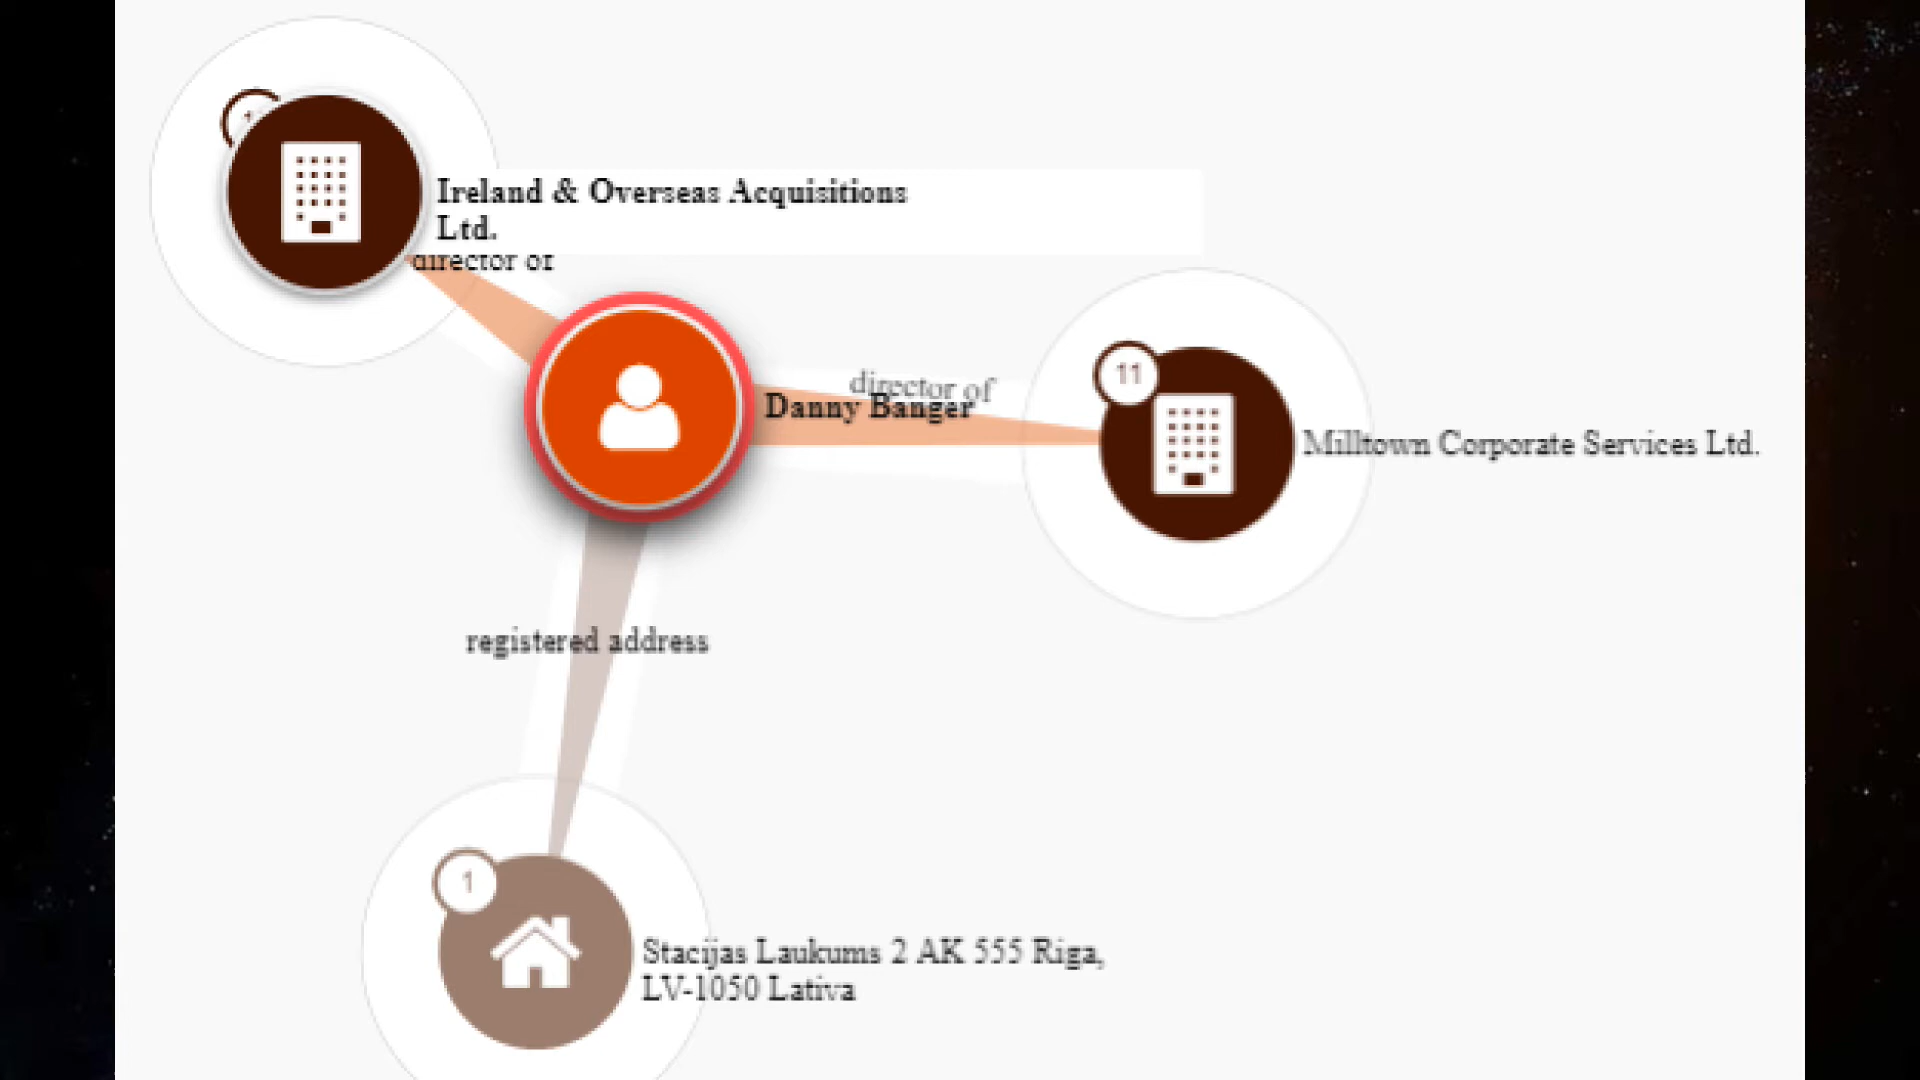 Ireland & Overseas Acquisitions
Ltd.
director of
director of
Danny Banger
11
Milltown Corporate Services Ltd.
registered address
1
Stacijas Laukums 2 AK 555 Riga,
LV-1050 Lativa